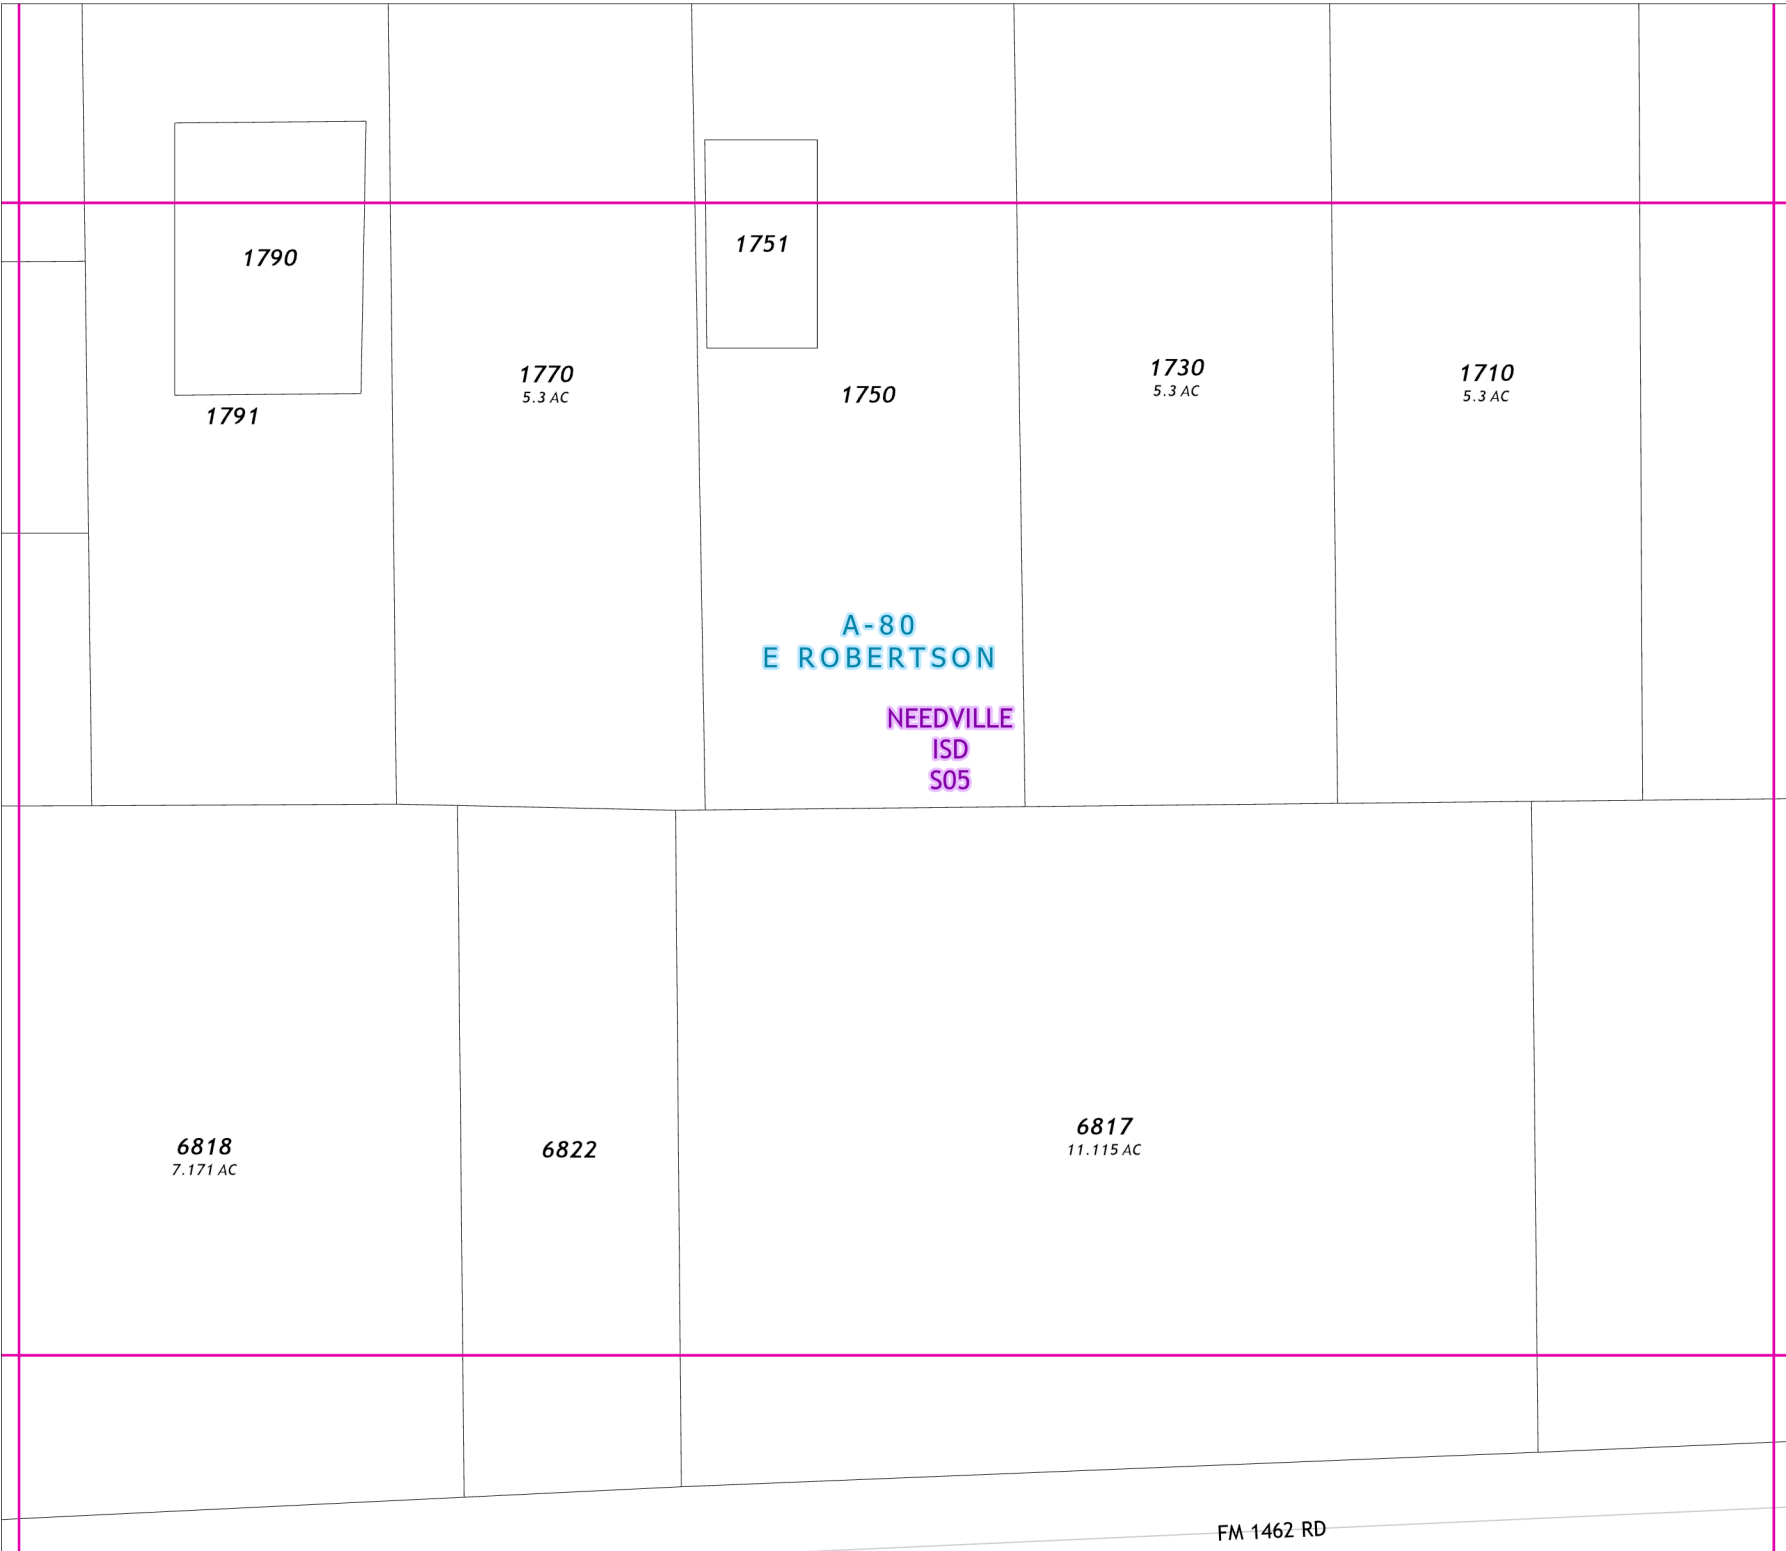 1790
1751
1791
1770
5.3 AC
1750
1730
5.3 AC
1710
5.3 AC
A-80
E ROBERTSON
NEEDVILLE
ISD
S05
6818
7.171 AC
6822
6817
11.115 AC
FM 1462 RD